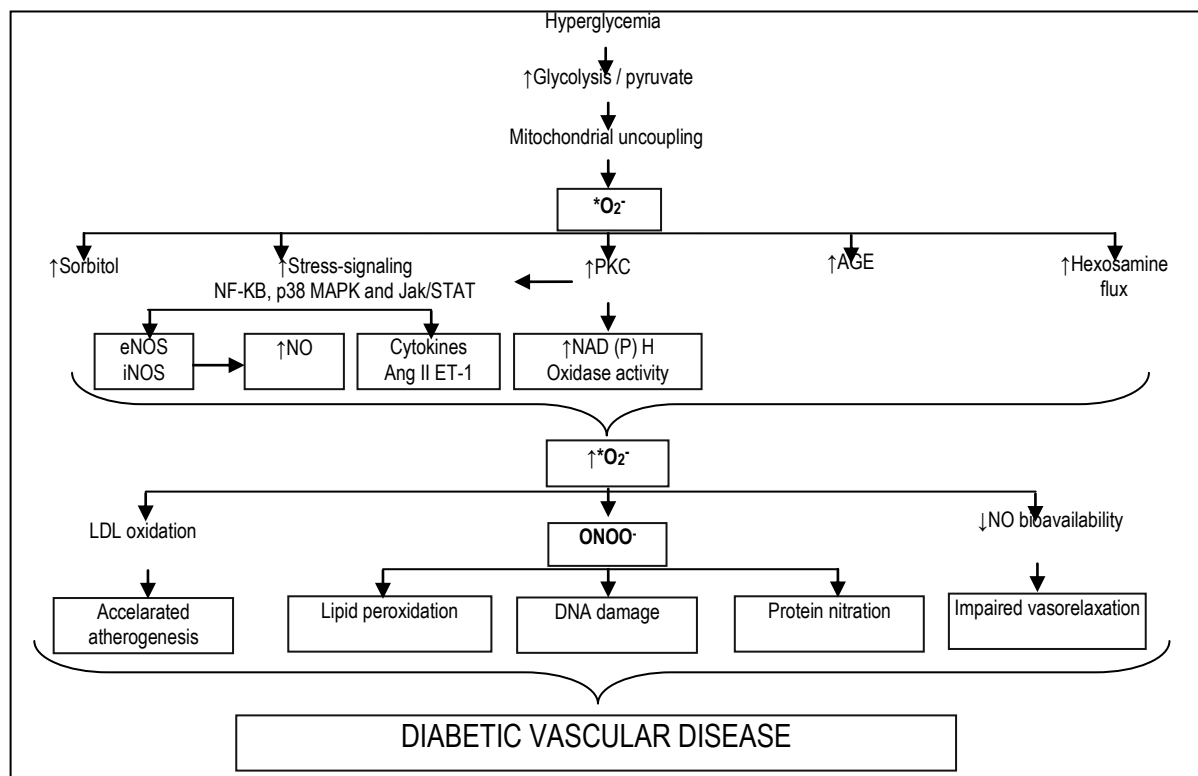 Hyperglycemia
↑Glycolysis / pyruvate
Mitochondrial uncoupling
*O₂⁻
↑Sorbitol
↑Stress-signaling
NF-KB, p38 MAPK and Jak/STAT
↑PKC
↑AGE
↑Hexosamine
flux
eNOS
iNOS
↑NO
Cytokines
Ang II ET-1
↑NAD (P) H
Oxidase activity
↑*O₂⁻
LDL oxidation
ONOO⁻
↓NO bioavailability
Accelarated
atherogenesis
Lipid peroxidation
DNA damage
Protein nitration
Impaired vasorelaxation
DIABETIC VASCULAR DISEASE